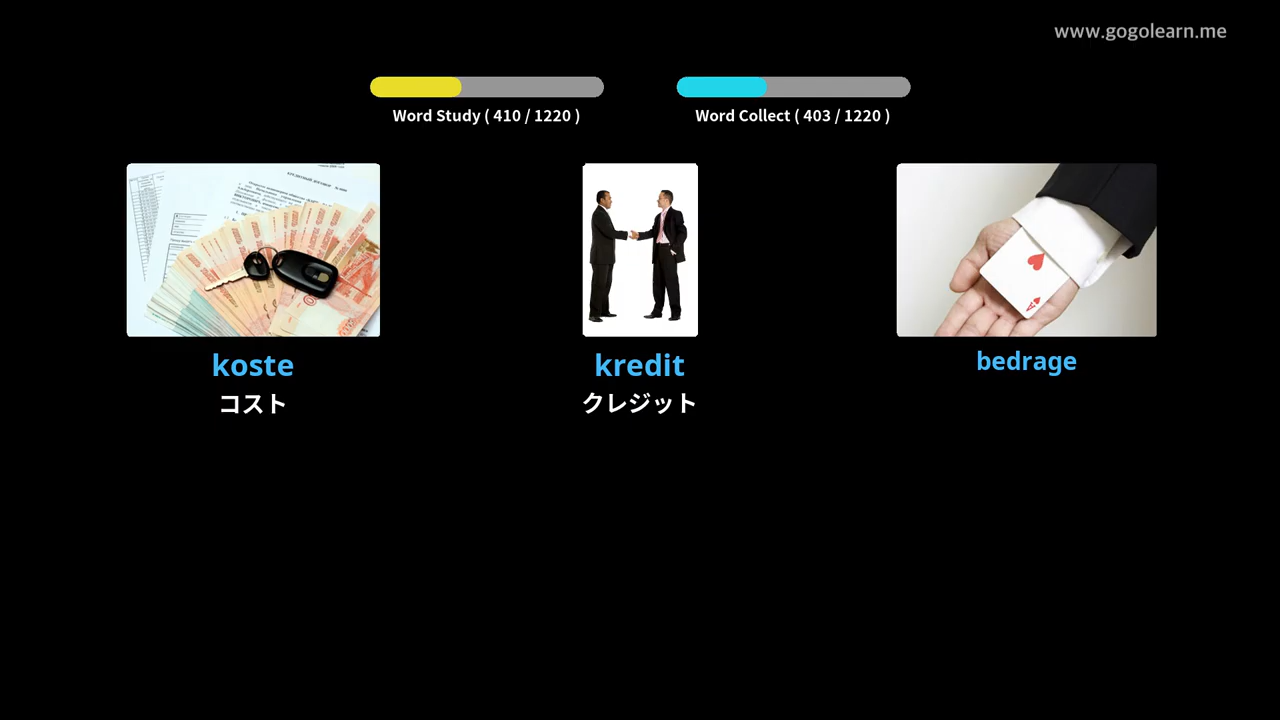 www.gogolearn.me
Word Study ( 410 / 1220 )
Word Collect ( 403 / 1220 )
koste
コスト
kredit
クレジット
bedrage